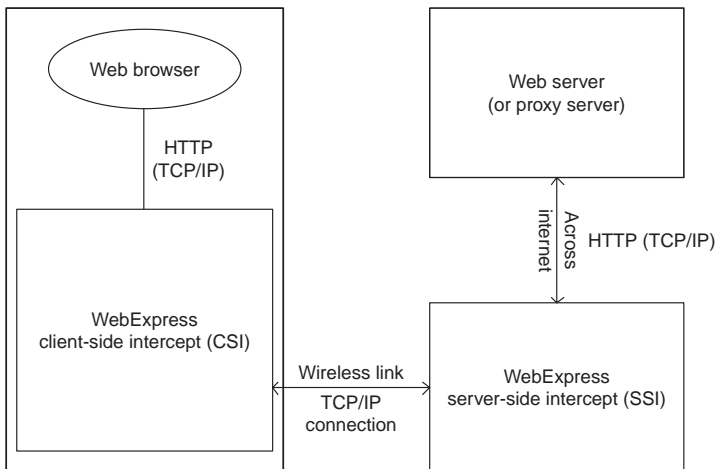 Web browser
HTTP
(TCP/IP)
WebExpress
client-side intercept (CSI)
Wireless link
TCP/IP
connection
Web server
(or proxy server)
Across
internet
HTTP (TCP/IP)
WebExpress
server-side intercept (SSI)